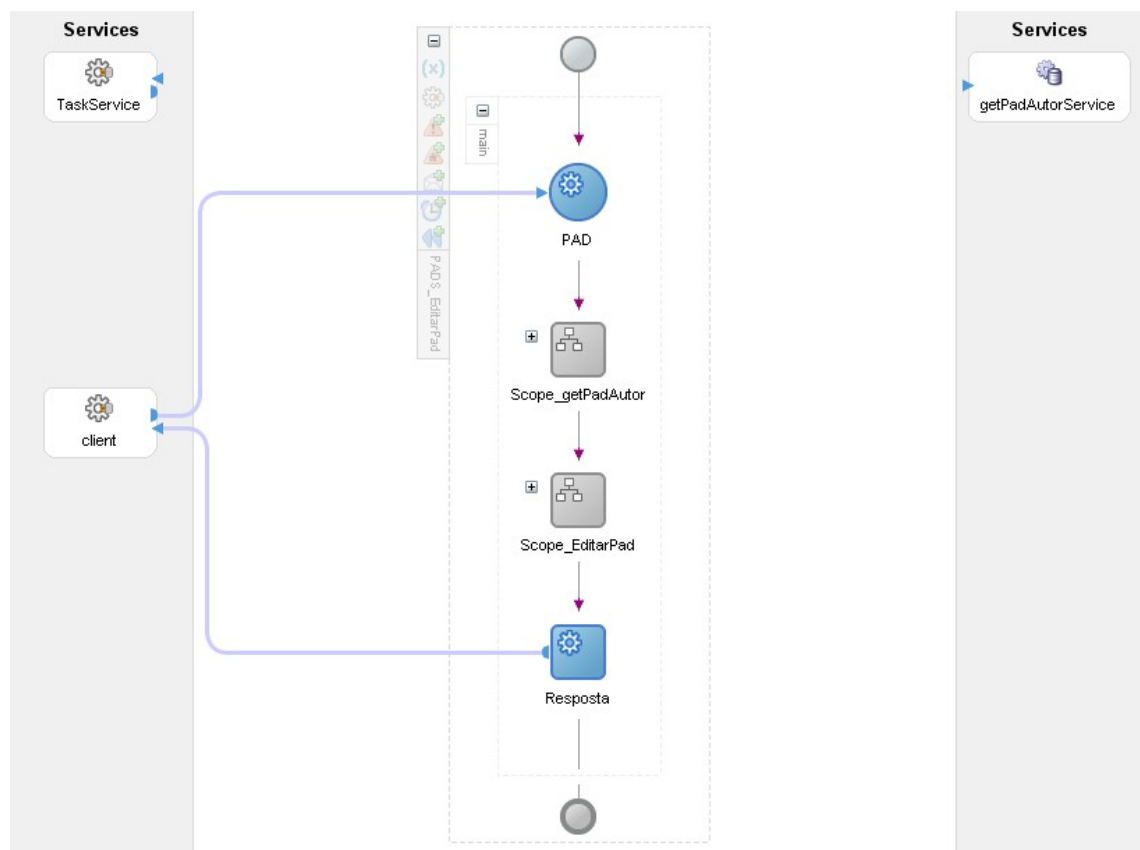 Services
TaskService
client
(x)
main
PADS_EditarPad
PAD
Scope_getPadAutor
Scope_EditarPad
Resposta
Services
getPadAutorService